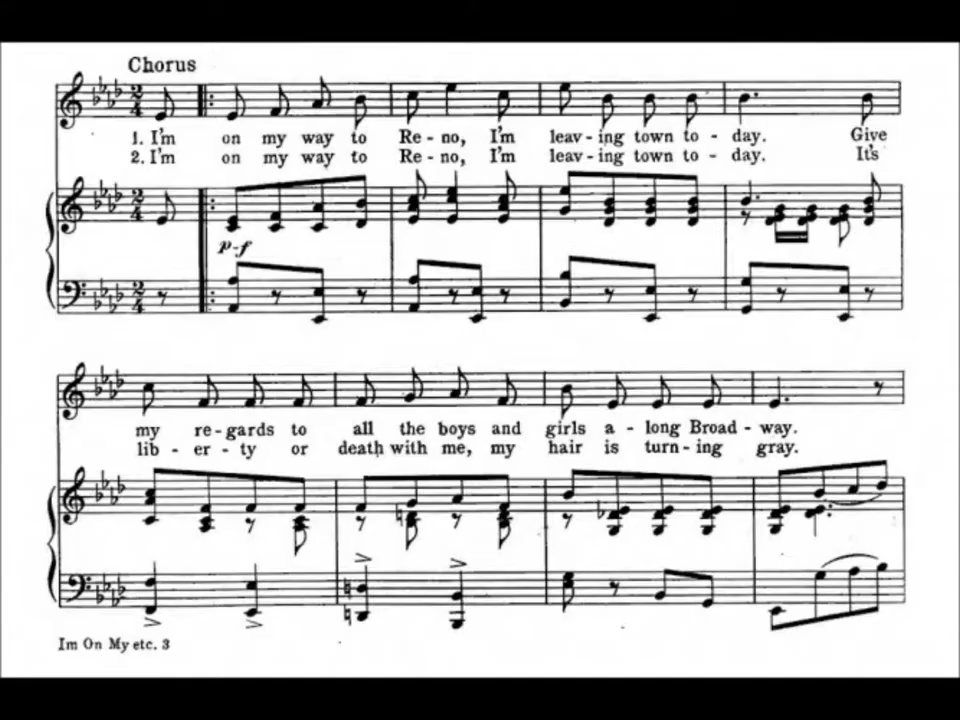 Chorus
1. I'm on my way to Re - no, I'm leav - ing town to - day. Give
2. I'm on my way to Re - no, I'm leav - ing town to - day. It's
p-f
my re - gards to all the boys and girls a - long Broad - way.
lib - er - ty or death with me, my hair is turn - ing gray.
Im On My etc. 3